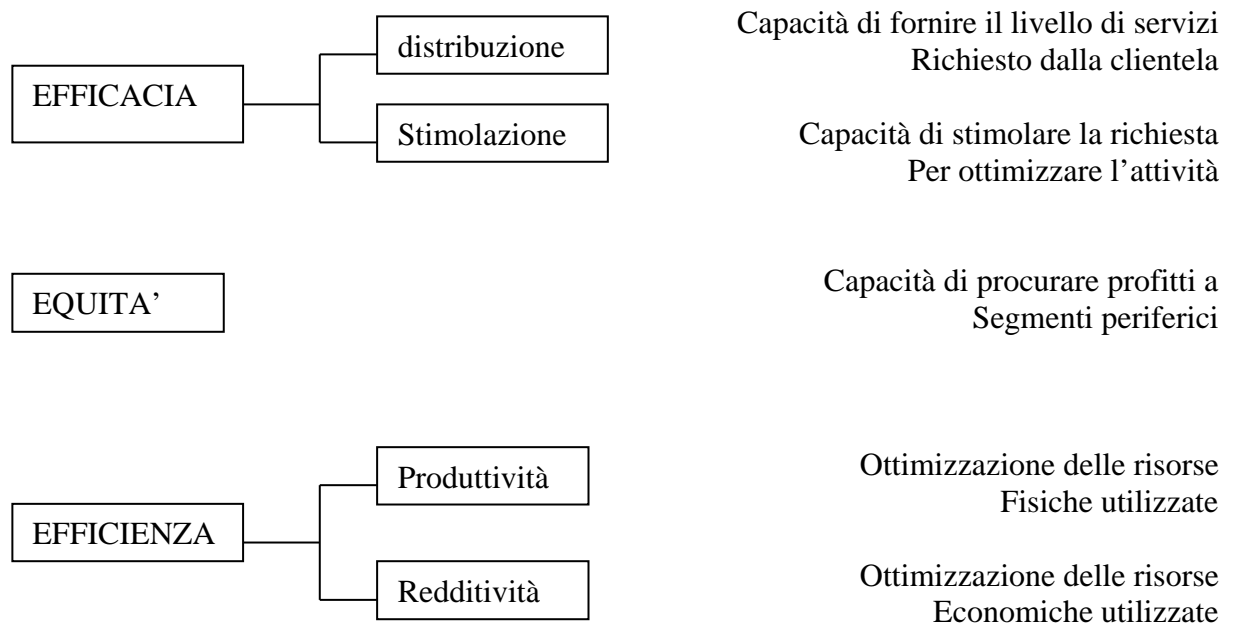 distribuzione
Capacità di fornire il livello di servizi
Richiesto dalla clientela
EFFICACIA
Stimolazione
Capacità di stimolare la richiesta
Per ottimizzare l’attività
EQUITA’
Capacità di procurare profitti a
Segmenti periferici
Produttività
Ottimizzazione delle risorse
Fisiche utilizzate
EFFICIENZA
Redditività
Ottimizzazione delle risorse
Economiche utilizzate